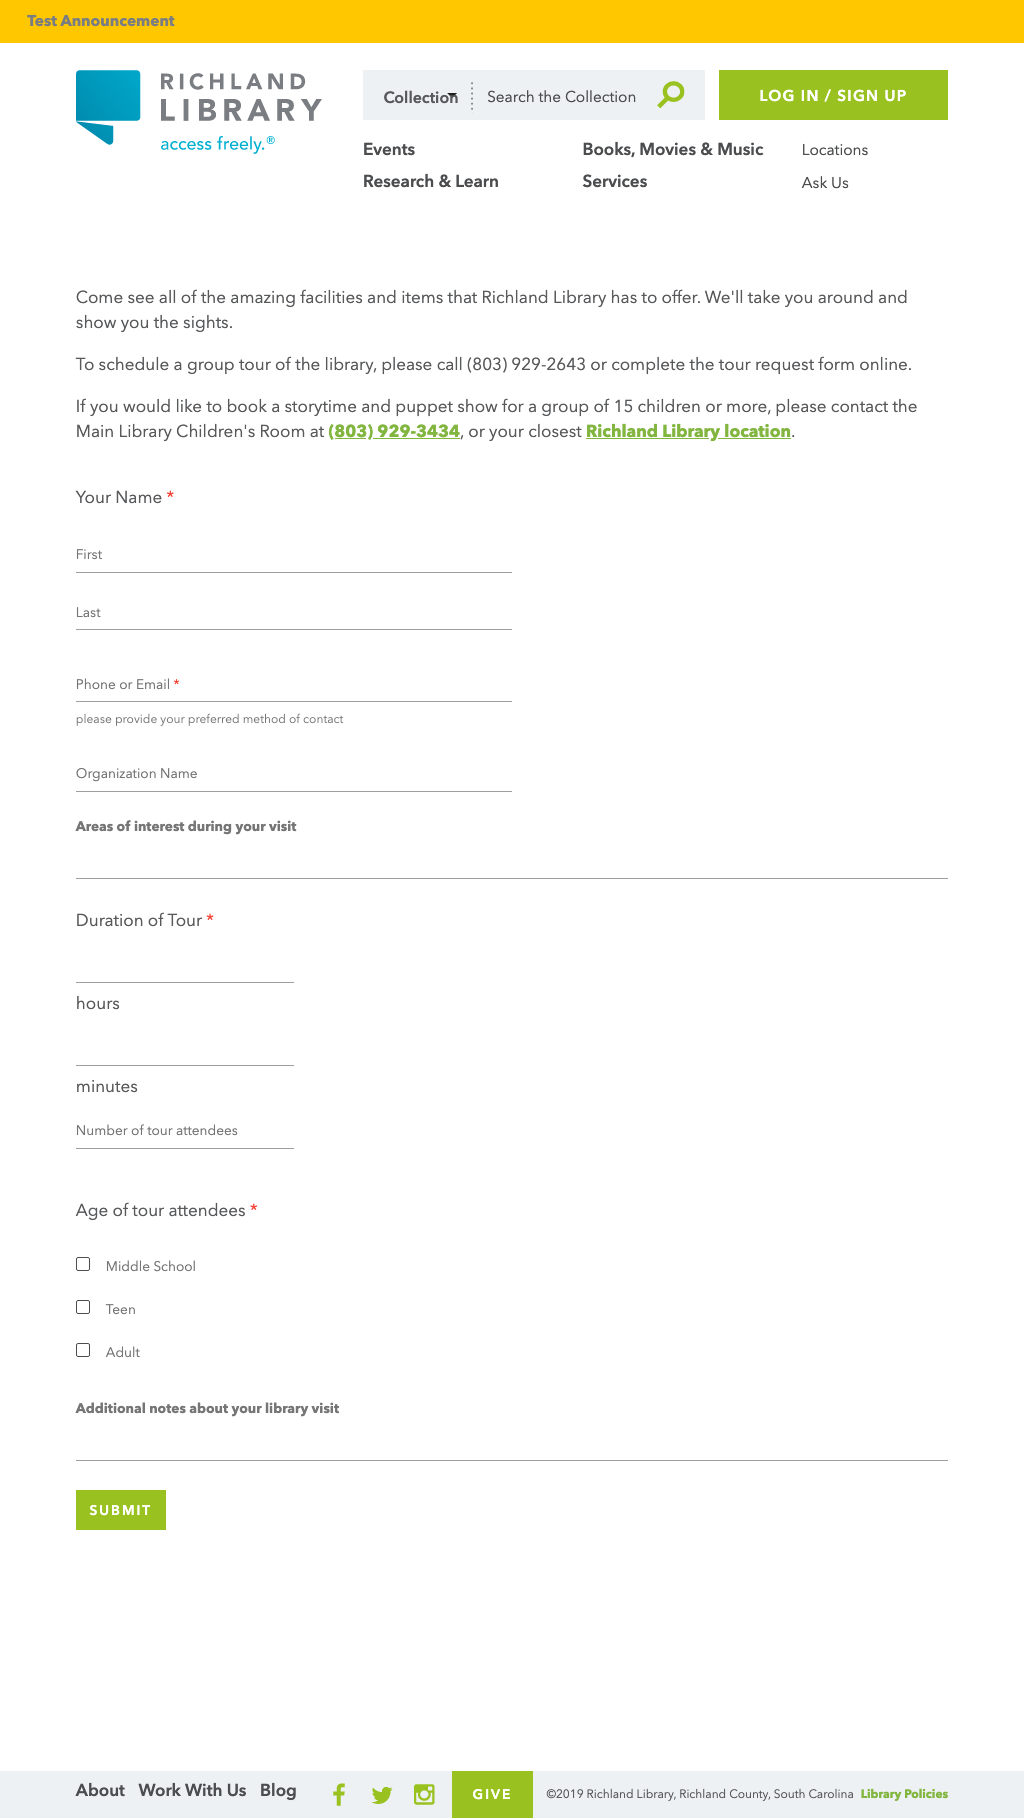 Test Announcement
RICHLAND
LIBRARY
access freely.®
Collection
Search the Collection
LOG IN / SIGN UP
Events
Books, Movies & Music
Locations
Research & Learn
Services
Ask Us
Come see all of the amazing facilities and items that Richland Library has to offer. We'll take you around and
show you the sights.
To schedule a group tour of the library, please call (803) 929-2643 or complete the tour request form online.
If you would like to book a storytime and puppet show for a group of 15 children or more, please contact the
Main Library Children's Room at (803) 929-3434, or your closest Richland Library location.
Your Name *
First
Last
Phone or Email *
please provide your preferred method of contact
Organization Name
Areas of interest during your visit
Duration of Tour *
hours
minutes
Number of tour attendees
Age of tour attendees *
Middle School
Teen
Adult
Additional notes about your library visit
SUBMIT
About Work With Us Blog
GIVE
©2019 Richland Library, Richland County, South Carolina Library Policies